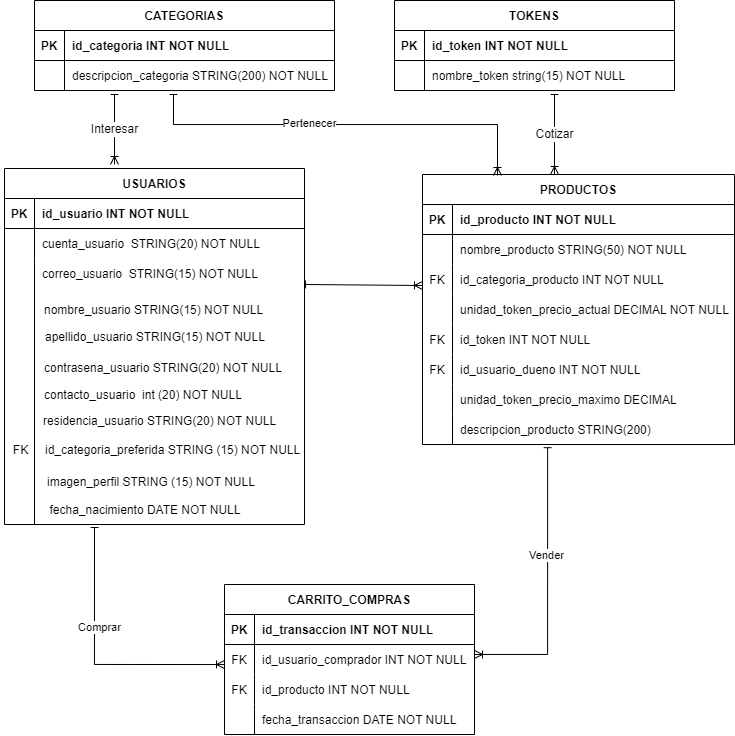 CATEGORIAS
PK id_categoria INT NOT NULL
descripcion_categoria STRING(200) NOT NULL
TOKENS
PK id_token INT NOT NULL
nombre_token string(15) NOT NULL
Interesar
Pertenecer
Cotizar
USUARIOS
PK id_usuario INT NOT NULL
cuenta_usuario STRING(20) NOT NULL
correo_usuario STRING(15) NOT NULL
nombre_usuario STRING(15) NOT NULL
apellido_usuario STRING(15) NOT NULL
contrasena_usuario STRING(20) NOT NULL
contacto_usuario int (20) NOT NULL
residencia_usuario STRING(20) NOT NULL
FK id_categoria_preferida STRING (15) NOT NULL
imagen_perfil STRING (15) NOT NULL
fecha_nacimiento DATE NOT NULL
PRODUCTOS
PK id_producto INT NOT NULL
nombre_producto STRING(50) NOT NULL
FK id_categoria_producto INT NOT NULL
unidad_token_precio_actual DECIMAL NOT NULL
FK id_token INT NOT NULL
FK id_usuario_dueno INT NOT NULL
unidad_token_precio_maximo DECIMAL
descripcion_producto STRING(200)
Comprar
Vender
CARRITO_COMPRAS
PK id_transaccion INT NOT NULL
FK id_usuario_comprador INT NOT NULL
FK id_producto INT NOT NULL
fecha_transaccion DATE NOT NULL